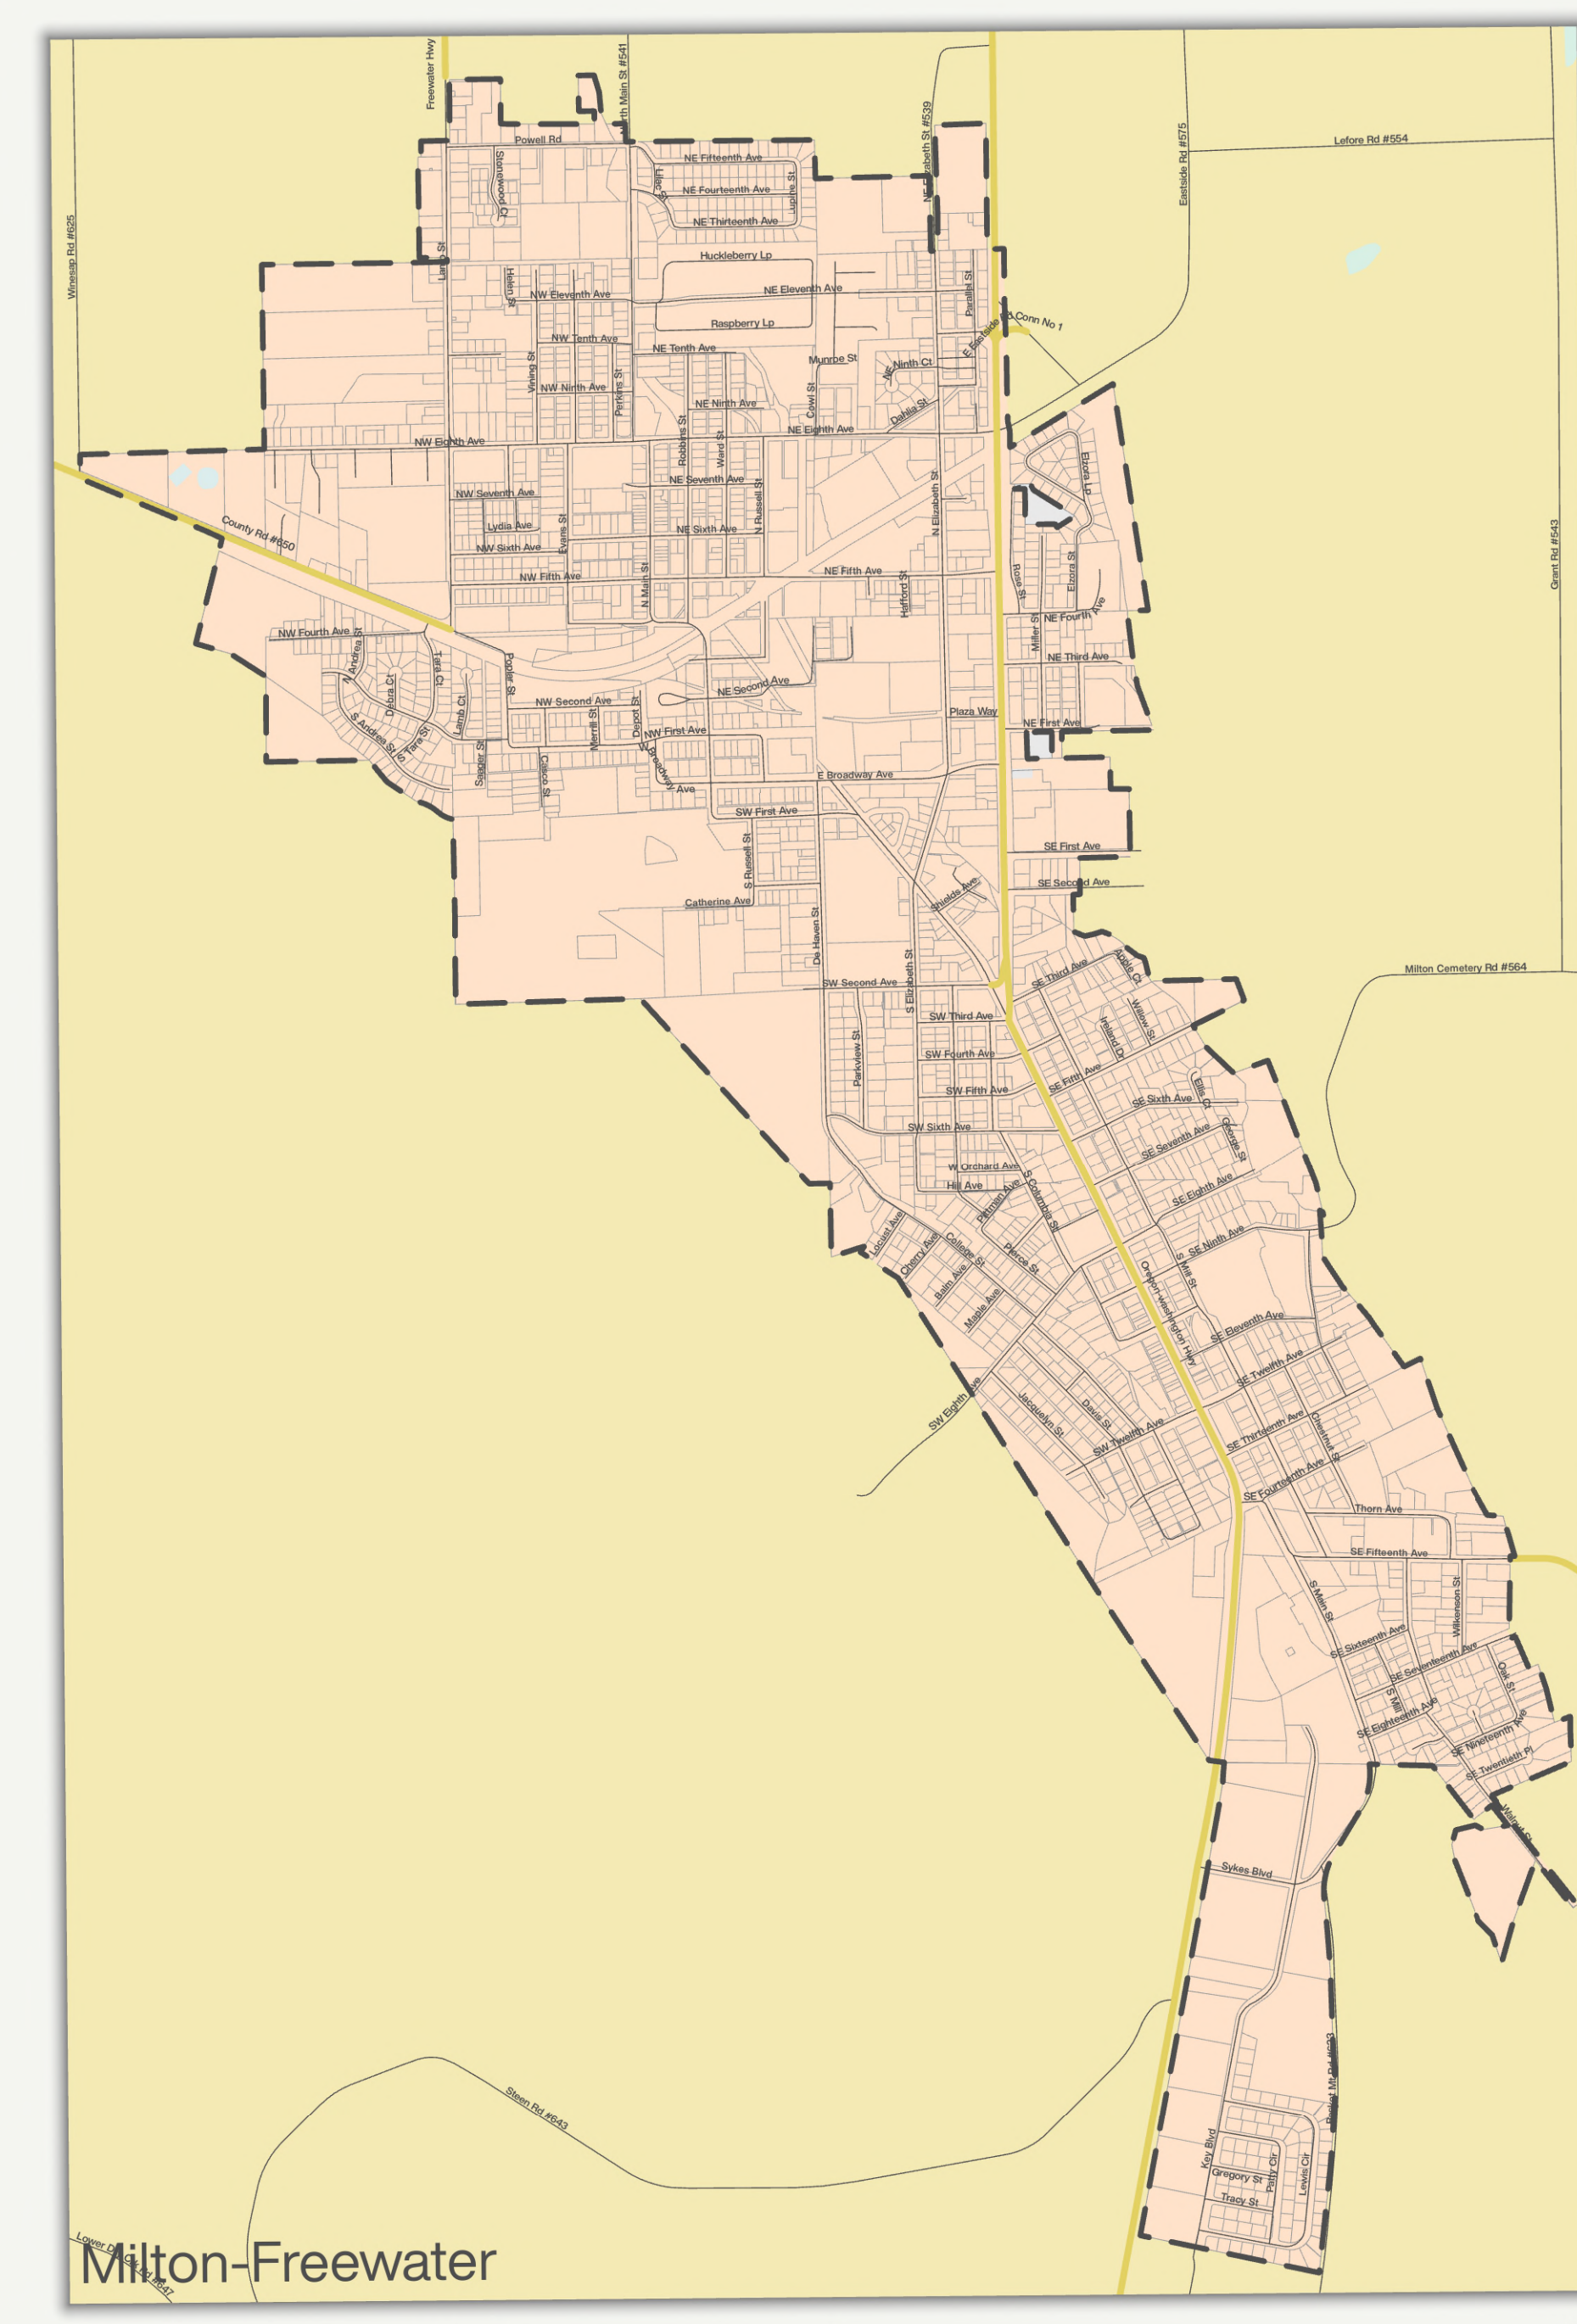 Freewater Hwy
North Main St #541
NE Elizabeth St #539
Eastside Rd #575
Lefore Rd #554
Winesap Rd #625
Powell Rd
Stonewood Ct
Lilac St
NE Fifteenth Ave
NE Fourteenth Ave
Lupine St
NE Thirteenth Ave
Lamb St
Huckleberry Lp
Helen St
NW Eleventh Ave
NE Eleventh Ave
Parallel St
Raspberry Lp
E Eastside Rd Conn No 1
NW Tenth Ave
NE Tenth Ave
Munroe St
NE Ninth Ct
Vining St
NW Ninth Ave
Perkins St
NE Ninth Ave
Cowl St
Dahlia St
NW Eighth Ave
Robbins St
Ward St
NE Eighth Ave
Elzora Lp
NE Seventh Ave
NW Seventh Ave
N Russell St
N Elizabeth St
Lydia Ave
Evans St
NE Sixth Ave
County Rd #650
NW Sixth Ave
Grant Rd #543
NW Fifth Ave
N Main St
NE Fifth Ave
Hafford St
Rose St
Elzora St
NE Fourth Ave
Miller St
NW Fourth Ave
N Andrea St
Tara Ct
Poplar St
NE Third Ave
Debra Ct
Lamb Ct
NW Second Ave
NE Second Ave
Merrill St
Depot St
Plaza Way
NE First Ave
S Andrea St
S Tara St
NW First Ave
Saager St
Casco St
W Broadway Ave
E Broadway Ave
SW First Ave
SE First Ave
S Russell St
SE Second Ave
Shields Ave
Catherine Ave
De Haven St
S Elizabeth St
SE Third Ave
Apple Ct
Milton Cemetery Rd #564
SW Second Ave
SW Third Ave
Willow St
Ireland Dr
Parkview St
SW Fourth Ave
SE Fifth Ave
SW Fifth Ave
Ellis Ct
SE Sixth Ave
SW Sixth Ave
George St
SE Seventh Ave
W Orchard Ave
Hill Ave
S Columbia St
Pittman Ave
SE Eighth Ave
Locust Ave
Cherry Ave
College St
Pierce St
SE Ninth Ave
S Mill St
Balm Ave
Maple Ave
Oregon-washington Hwy
SE Eleventh Ave
SE Twelfth Ave
SW Eighth Ave
Jacquelyn St
Davis St
SW Twelfth Ave
SE Thirteenth Ave
Chestnut St
SE Fourteenth Ave
Thorn Ave
SE Fifteenth Ave
S Main St
Wilkenson St
SE Sixteenth Ave
SE Seventeenth Ave
Oak St
S Mill
SE Eighteenth Ave
SE Nineteenth Ave
SE Twentieth Pl
Walnut St
Sykes Blvd
Steen Rd #643
Key Blvd
Gregory St
Patty Cir
Lewis Cir
Tracy St
Milton-Freewater